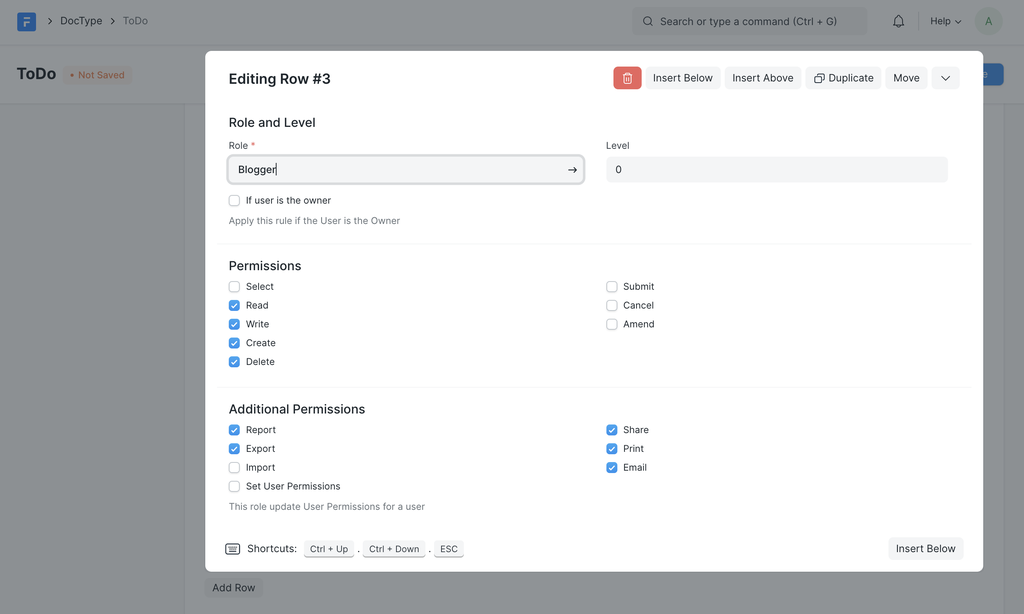 DocType
ToDo
Search or type a command (Ctrl + G)
Help
A
ToDo
Not Saved
Editing Row #3
Insert Below
Insert Above
Duplicate
Move
Role and Level
Role *
Level
Blogger
0
If user is the owner
Apply this rule if the User is the Owner
Permissions
Select
Submit
Read
Cancel
Write
Amend
Create
Delete
Additional Permissions
Report
Share
Export
Print
Import
Email
Set User Permissions
This role update User Permissions for a user
Shortcuts: Ctrl + Up . Ctrl + Down . ESC
Insert Below
Add Row